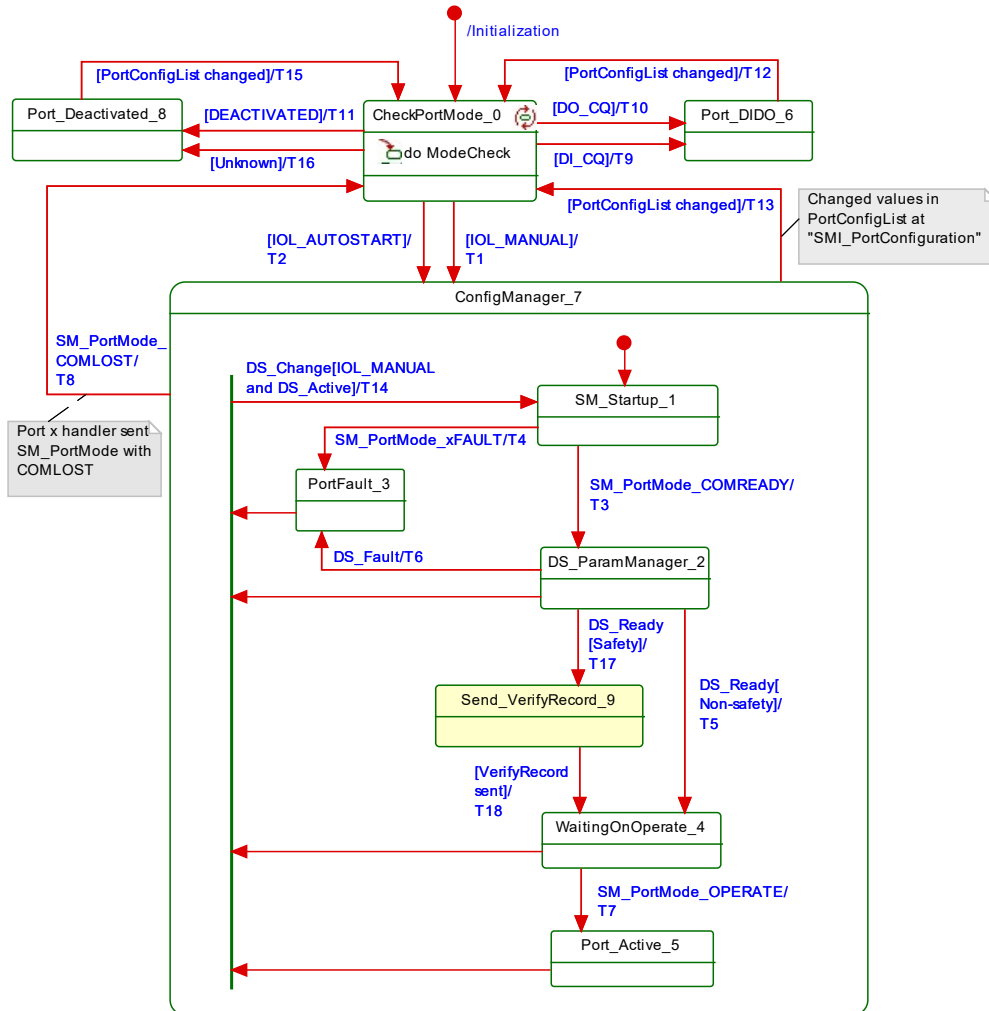 /Initialization
[PortConfigList changed]/T15
[PortConfigList changed]/T12
Port_Deactivated_8
[DEACTIVATED]/T11
CheckPortMode_0
[DO_CQ]/T10
Port_DIDO_6
do ModeCheck
[Unknown]/T16
[DI_CQ]/T9
[PortConfigList changed]/T13
Changed values in
PortConfigList at
"SMI_PortConfiguration"
[IOL_AUTOSTART]/
T2
[IOL_MANUAL]/
T1
ConfigManager_7
SM_PortMode_
COMLOST/
T8
DS_Change[IOL_MANUAL
and DS_Active]/T14
SM_Startup_1
Port x handler sent
SM_PortMode with
COMLOST
SM_PortMode_xFAULT/T4
PortFault_3
SM_PortMode_COMREADY/
T3
DS_Fault/T6
DS_ParamManager_2
DS_Ready
[Safety]/
T17
DS_Ready[
Non-safety]/
T5
Send_VerifyRecord_9
[VerifyRecord
sent]/
T18
WaitingOnOperate_4
SM_PortMode_OPERATE/
T7
Port_Active_5